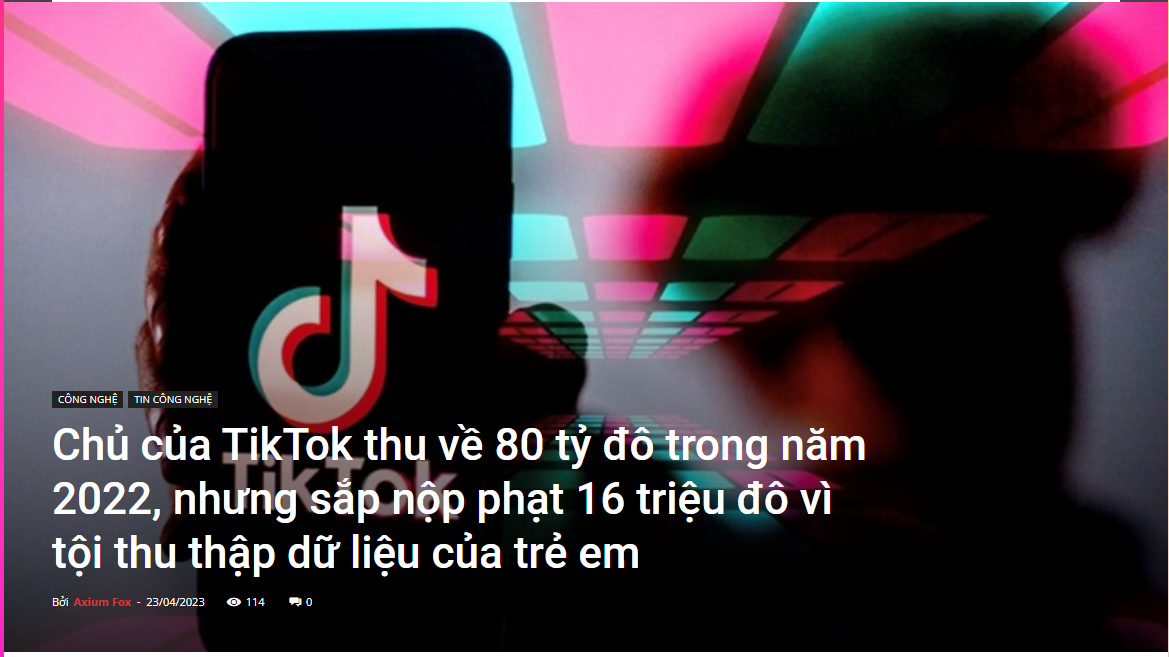 CÔNG NGHỆ TIN CÔNG NGHỆ
TikTok
Chủ của TikTok thu về 80 tỷ đô trong năm
2022, nhưng sắp nộp phạt 16 triệu đô vì
tội thu thập dữ liệu của trẻ em
Bởi Axium Fox - 23/04/2023 114 0